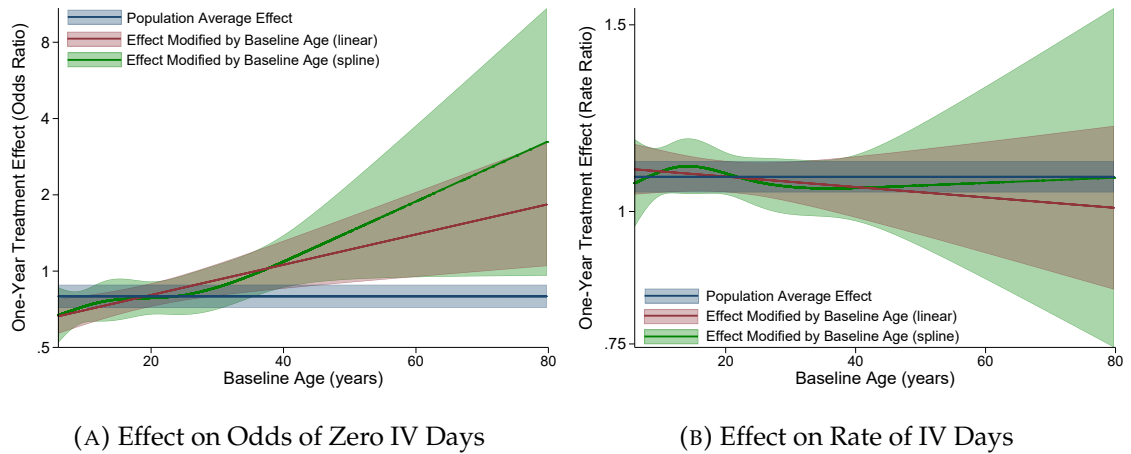 One-Year Treatment Effect (Odds Ratio)
8
4
2
1
.5
Population Average Effect
Effect Modified by Baseline Age (linear)
Effect Modified by Baseline Age (spline)
20 40 60 80
Baseline Age (years)
(A) Effect on Odds of Zero IV Days
One-Year Treatment Effect (Rate Ratio)
1.5
1
.75
Population Average Effect
Effect Modified by Baseline Age (linear)
Effect Modified by Baseline Age (spline)
20 40 60 80
Baseline Age (years)
(B) Effect on Rate of IV Days